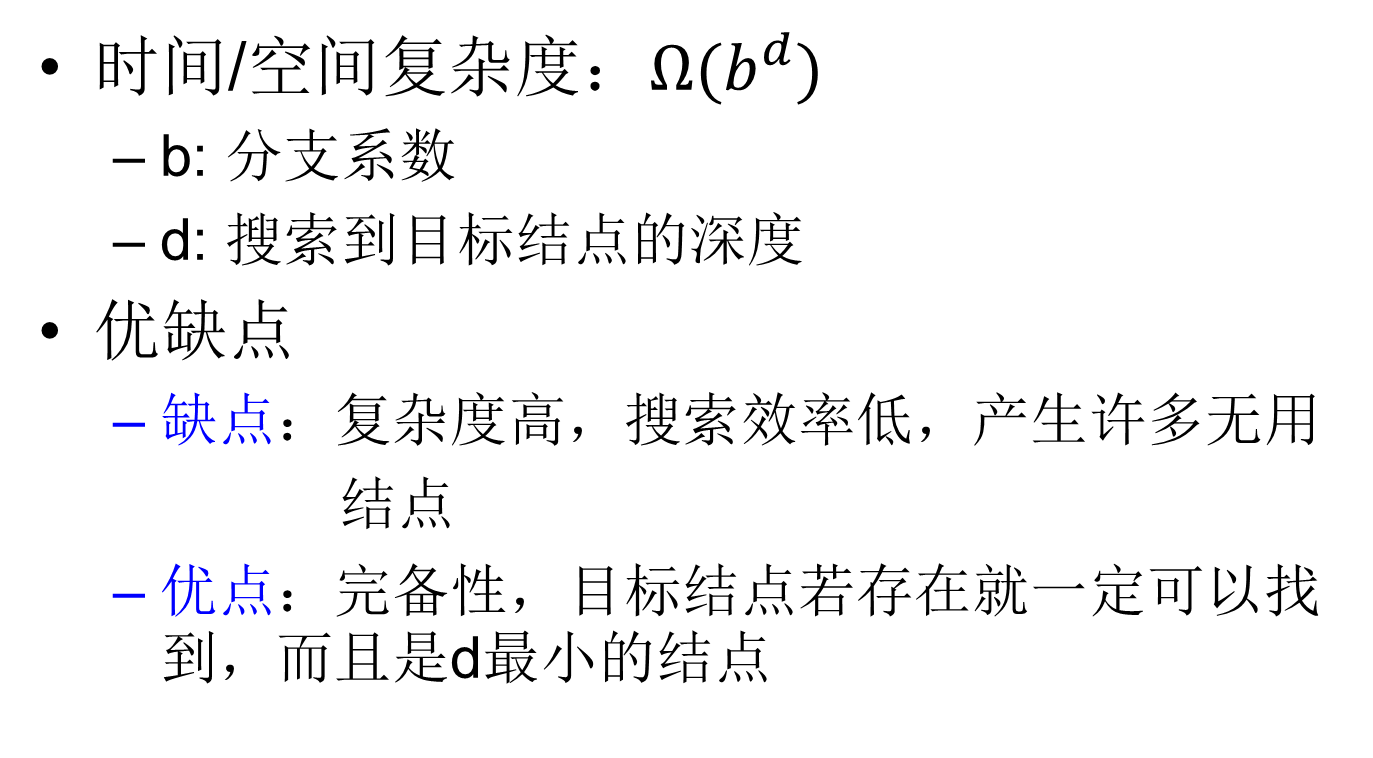 • 时间/空间复杂度：Ω(b^d)
– b: 分支系数
– d: 搜索到目标结点的深度
• 优缺点
– 缺点：复杂度高，搜索效率低，产生许多无用
结点
– 优点：完备性，目标结点若存在就一定可以找
到，而且是d最小的结点